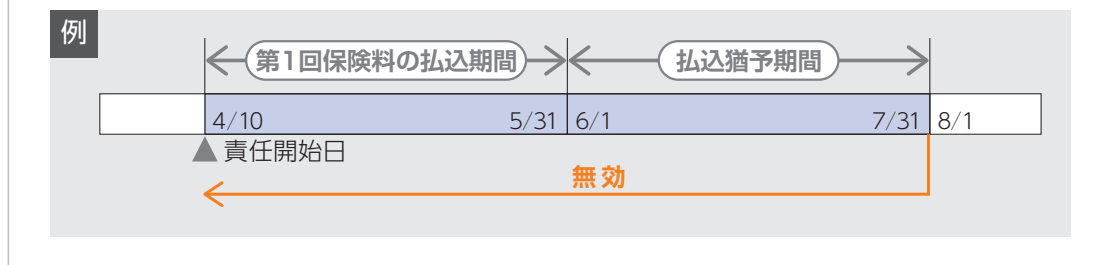 例
第1回保険料の払込期間 払込猶予期間
4/10 5/31 6/1 7/31 8/1
▲責任開始日
無効